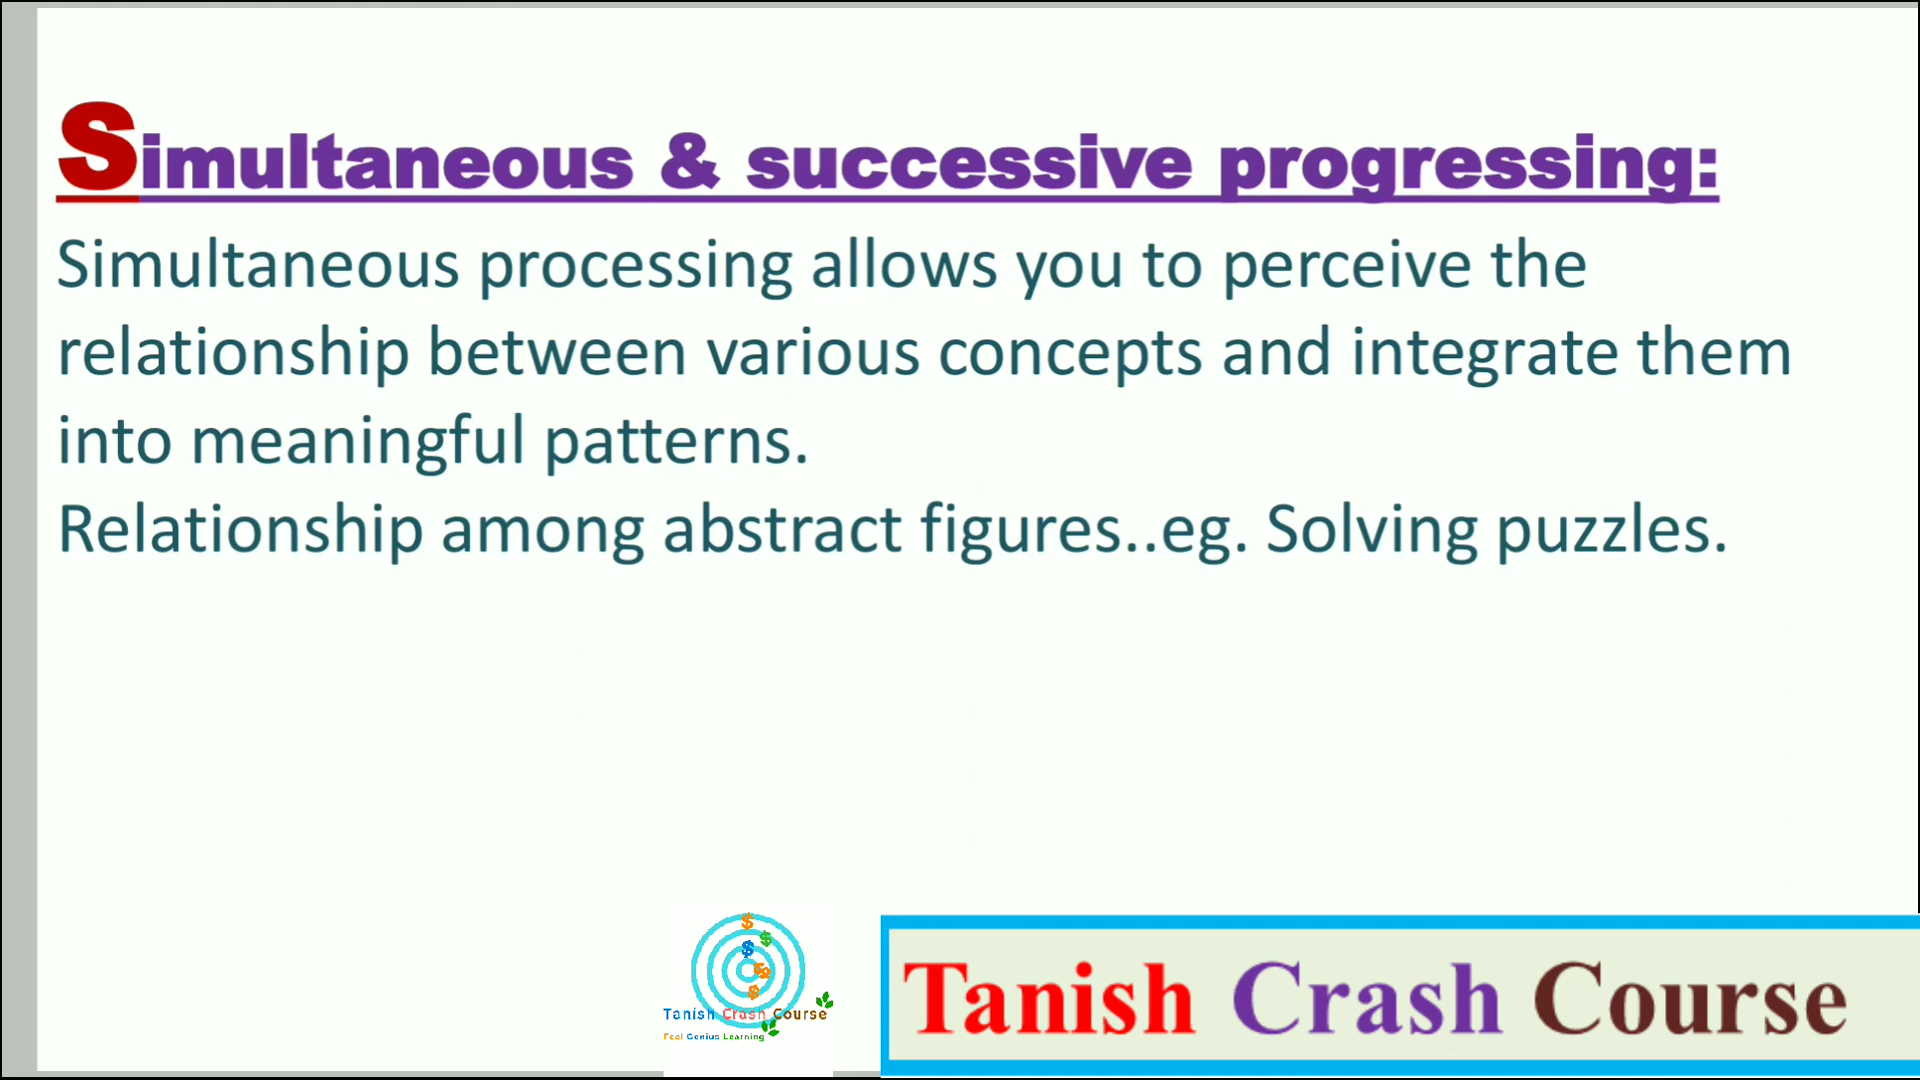 Simultaneous & successive progressing:
Simultaneous processing allows you to perceive the
relationship between various concepts and integrate them
into meaningful patterns.
Relationship among abstract figures..eg. Solving puzzles.
Tanish Crash Course
Feal Genius Learning
Tanish Crash Course